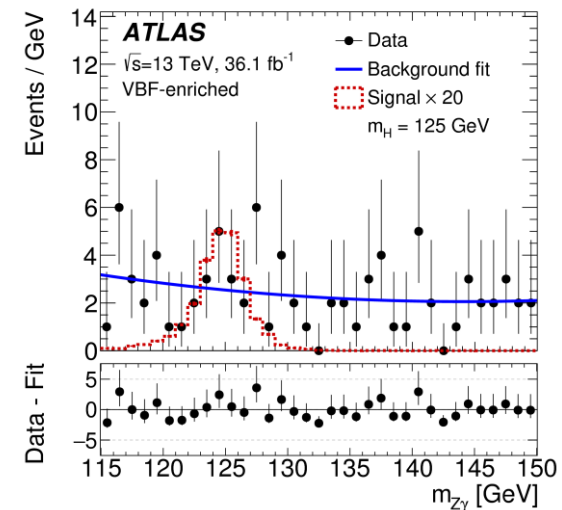 ATLAS
√s=13 TeV, 36.1 fb⁻¹
VBF-enriched
Data
Background fit
Signal × 20
m_H = 125 GeV
Events / GeV
14
12
10
8
6
4
2
0
Data - Fit
5
0
−5
115 120 125 130 135 140 145 150
m_Zγ [GeV]